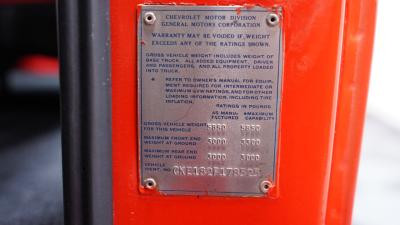 CHEVROLET MOTOR DIVISION
GENERAL MOTORS CORPORATION
WARRANTY MAY BE VOIDED IF WEIGHT
EXCEEDS ANY OF THE RATINGS SHOWN.
GROSS VEHICLE WEIGHT INCLUDES WEIGHT OF
BASE TRUCK, ALL ADDED EQUIPMENT, DRIVER
AND PASSENGERS, AND ALL PROPERTY LOADED
INTO TRUCK.
★ REFER TO OWNER'S MANUAL FOR EQUIP-
MENT REQUIRED FOR INTERMEDIATE OR
MAXIMUM GVW RATINGS, AND FOR OTHER
LOADING INFORMATION, INCLUDING TIRE
INFLATION.
RATINGS IN POUNDS
AS MANU- ★MAXIMUM
FACTURED CAPABILITY
GROSS VEHICLE WEIGHT
FOR THIS VEHICLE
MAXIMUM FRONT END
WEIGHT AT GROUND 3300
MAXIMUM REAR END
WEIGHT AT GROUND 3000 3000
VEHICLE
IDENT. NO.